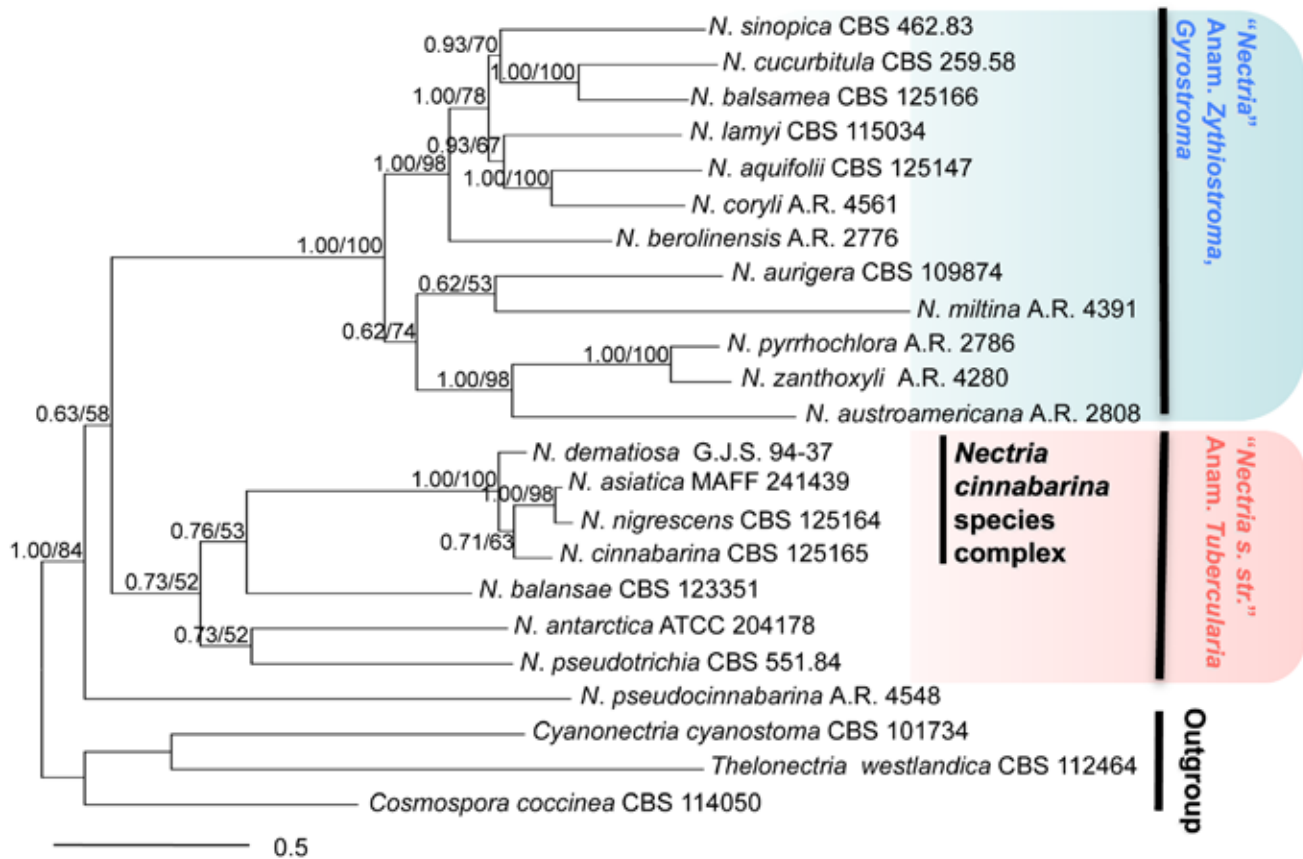 N. sinopica CBS 462.83
0.93/70
N. cucurbitula CBS 259.58
1.00/100
N. balsamea CBS 125166
1.00/78
N. lamyi CBS 115034
0.93/67
1.00/98
N. aquifolii CBS 125147
1.00/100
N. coryli A.R. 4561
1.00/100
N. berolinensis A.R. 2776
N. aurigera CBS 109874
0.62/53
N. miltina A.R. 4391
0.62/74
N. pyrrhochlora A.R. 2786
1.00/100
N. zanthoxyli A.R. 4280
1.00/98
N. austroamericana A.R. 2808
0.63/58
N. dematiosa G.J.S. 94-37
1.00/100
N. asiatica MAFF 241439
1.00/98
N. nigrescens CBS 125164
0.76/53
0.71/63
N. cinnabarina CBS 125165
1.00/84
0.73/52
N. balansae CBS 123351
N. antarctica ATCC 204178
0.73/52
N. pseudotrichia CBS 551.84
N. pseudocinnabarina A.R. 4548
Cyanonectria cyanostoma CBS 101734
Thelonectria westlandica CBS 112464
Cosmospora coccinea CBS 114050
0.5
"Nectria"
Anam. Zythiostroma,
Gyrostroma
Nectria
cinnabarina
species
complex
"Nectria s. str."
Anam. Tubercularia
Outgroup